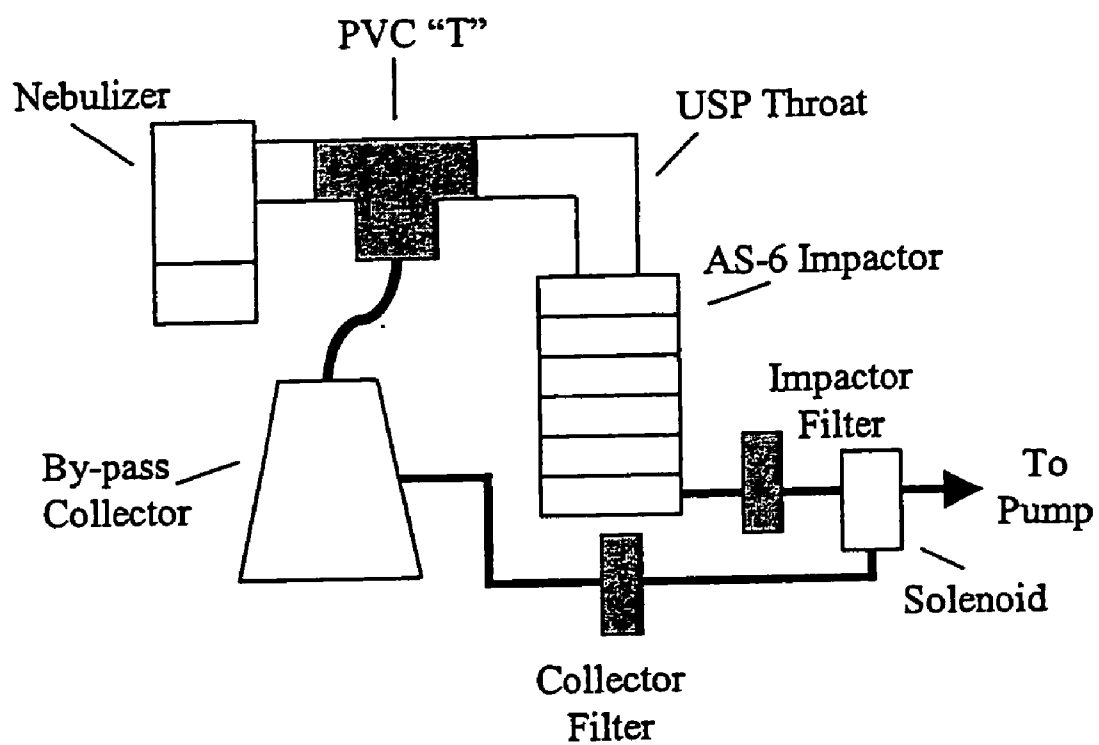 PVC “T”
Nebulizer
USP Throat
AS-6 Impactor
Impactor
Filter
To
Pump
By-pass
Collector
Solenoid
Collector
Filter